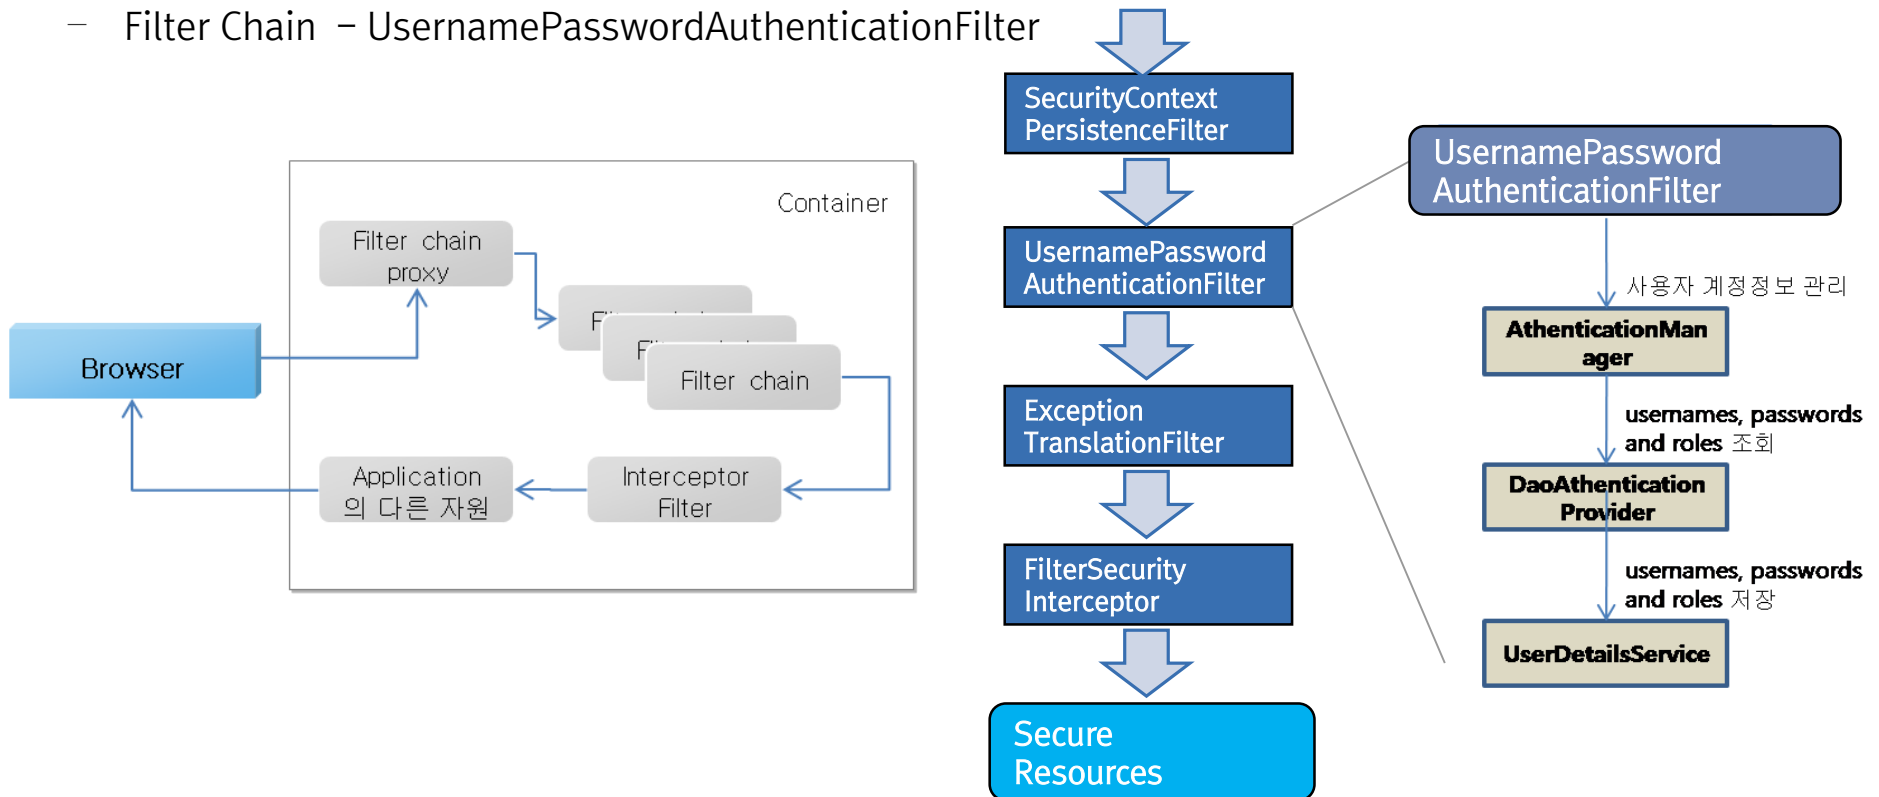 – Filter Chain – UsernamePasswordAuthenticationFilter
Container
Filter chain
proxy
Filter chain
Browser
Application
의 다른 자원
Interceptor
Filter
SecurityContext
PersistenceFilter
UsernamePassword
AuthenticationFilter
Exception
TranslationFilter
FilterSecurity
Interceptor
Secure
Resources
UsernamePassword
AuthenticationFilter
사용자 계정정보 관리
AthenticationMan
ager
usernames, passwords
and roles 조회
DaoAthentication
Provider
usernames, passwords
and roles 저장
UserDetailsService